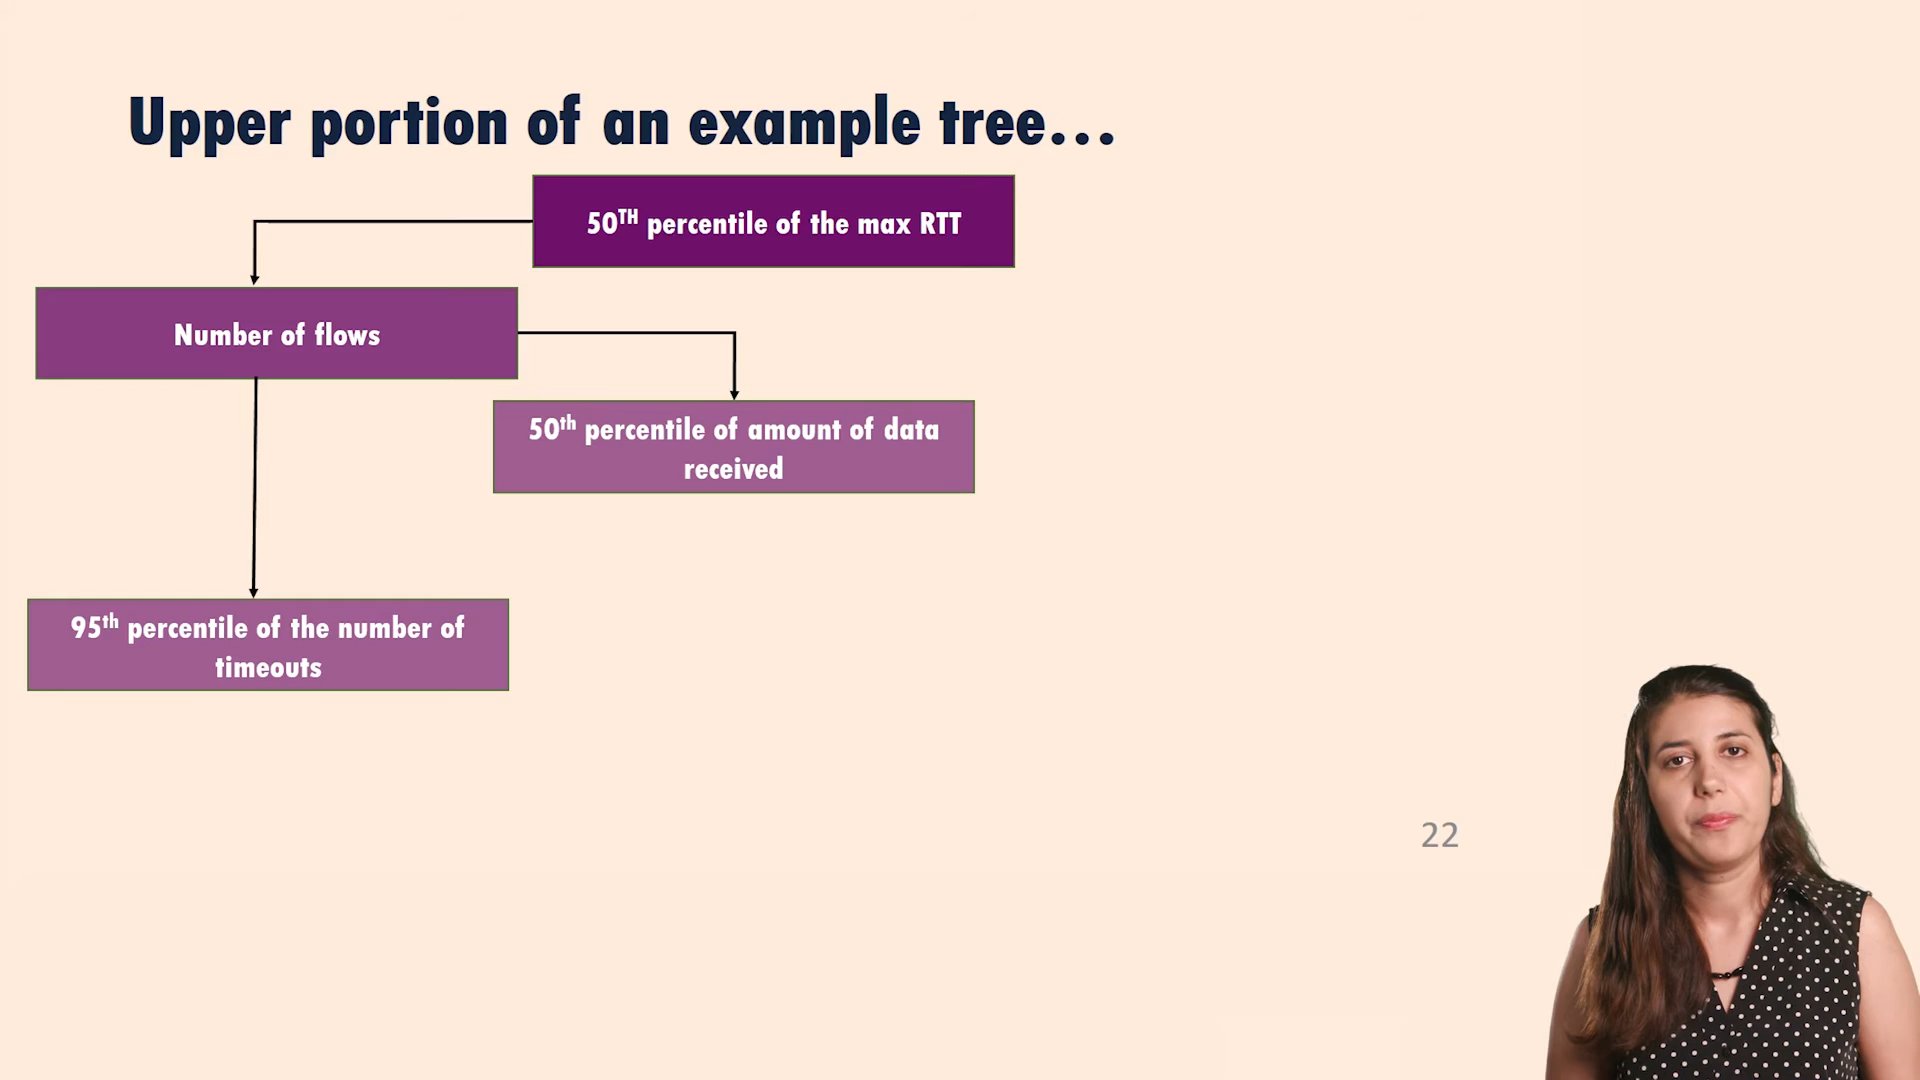 Upper portion of an example tree...
50TH percentile of the max RTT
Number of flows
50th percentile of amount of data
received
95th percentile of the number of
timeouts
22